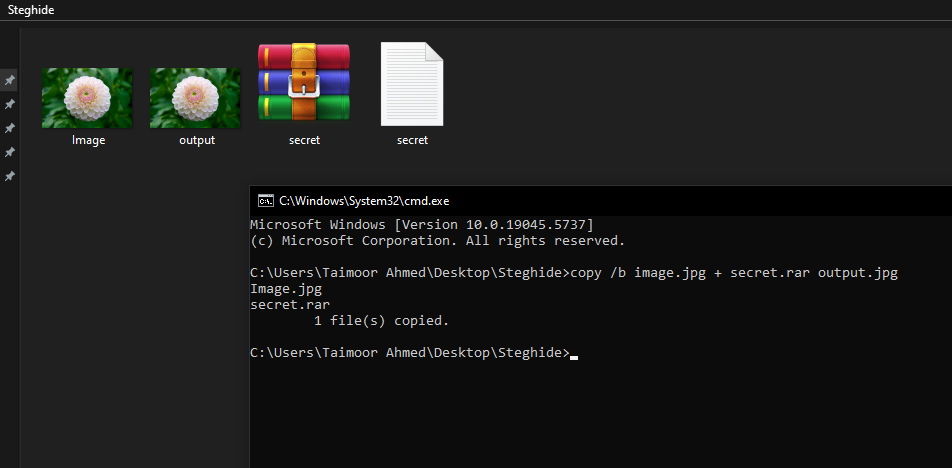 Steghide
Image
output
secret
secret
C:\Windows\System32\cmd.exe
Microsoft Windows [Version 10.0.19045.5737]
(c) Microsoft Corporation. All rights reserved.
C:\Users\Taimoor Ahmed\Desktop\Steghide>copy /b image.jpg + secret.rar output.jpg
Image.jpg
secret.rar
        1 file(s) copied.
C:\Users\Taimoor Ahmed\Desktop\Steghide>